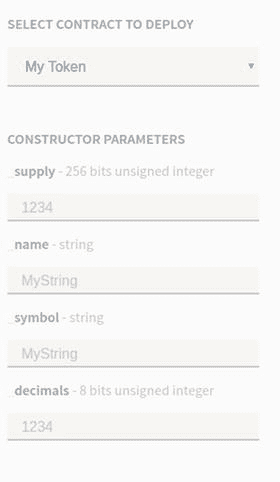 SELECT CONTRACT TO DEPLOY
My Token
CONSTRUCTOR PARAMETERS
_supply - 256 bits unsigned integer
1234
_name - string
MyString
_symbol - string
MyString
_decimals - 8 bits unsigned integer
1234